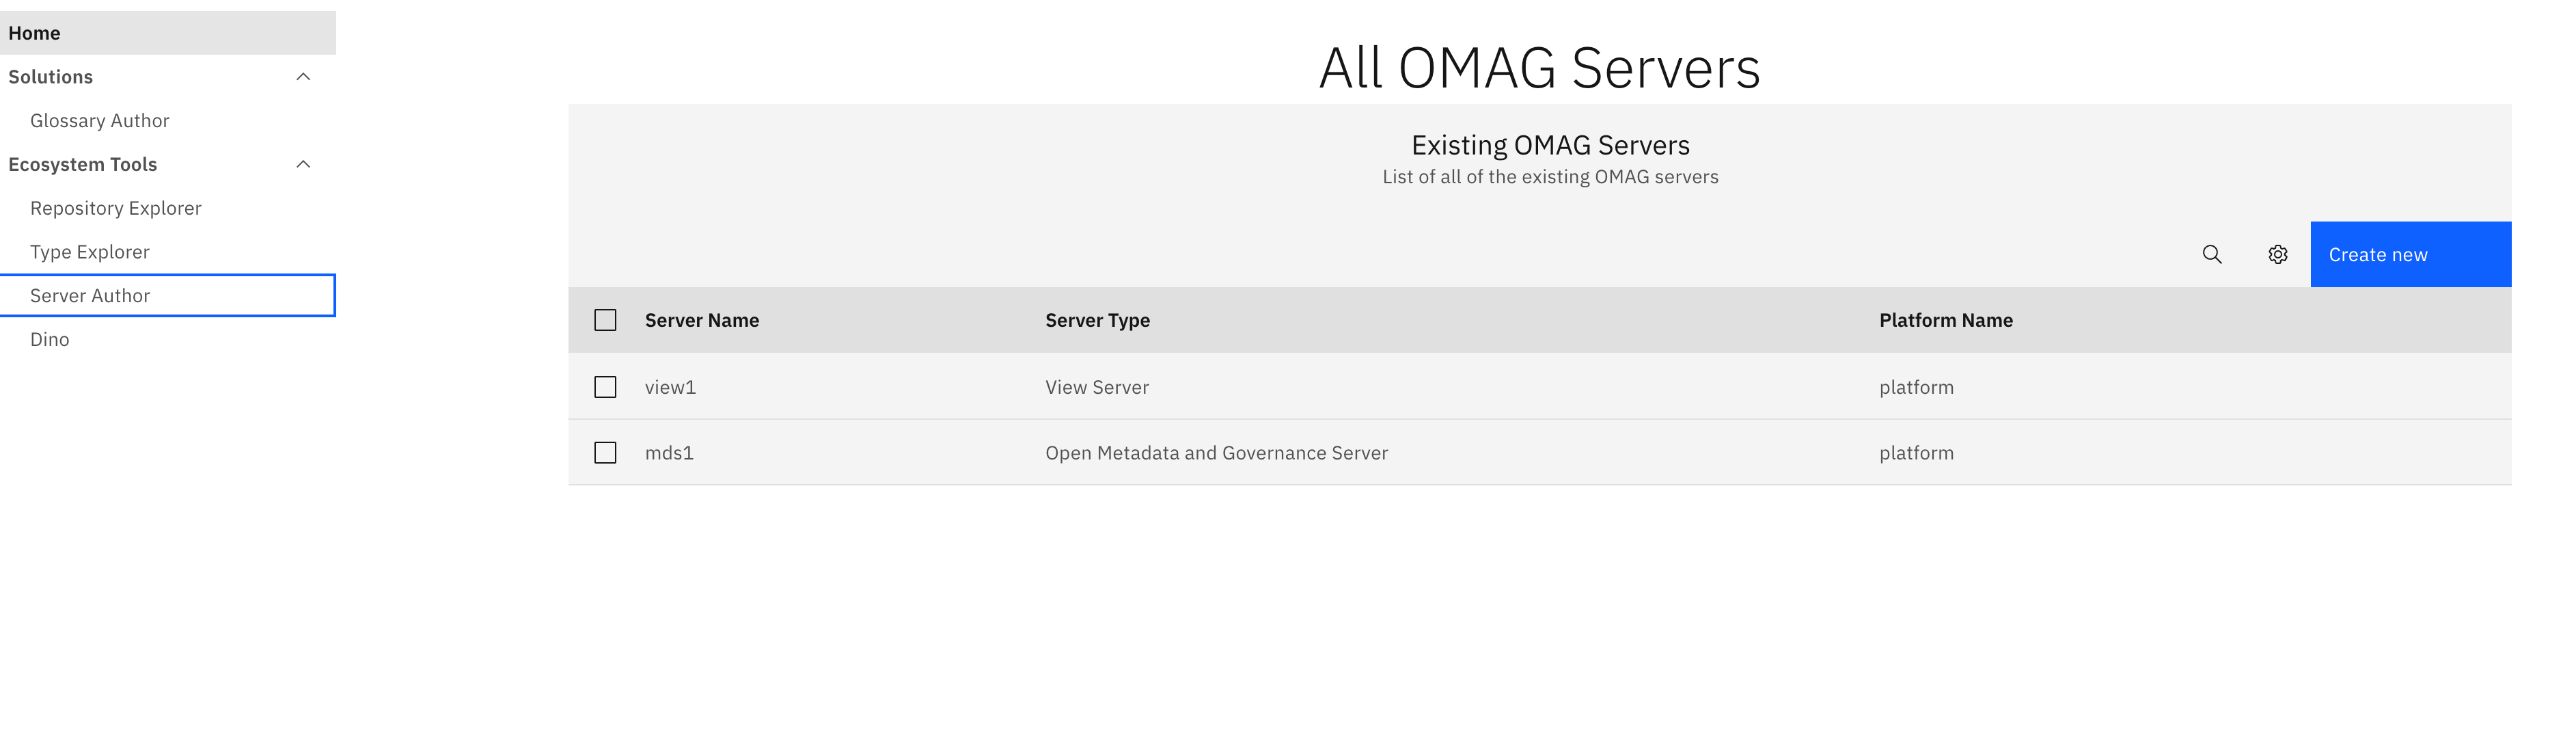 Home
Solutions
Glossary Author
Ecosystem Tools
Repository Explorer
Type Explorer
Server Author
Dino
All OMAG Servers
Existing OMAG Servers
List of all of the existing OMAG servers
Create new
Server Name Server Type Platform Name
view1 View Server platform
mds1 Open Metadata and Governance Server platform